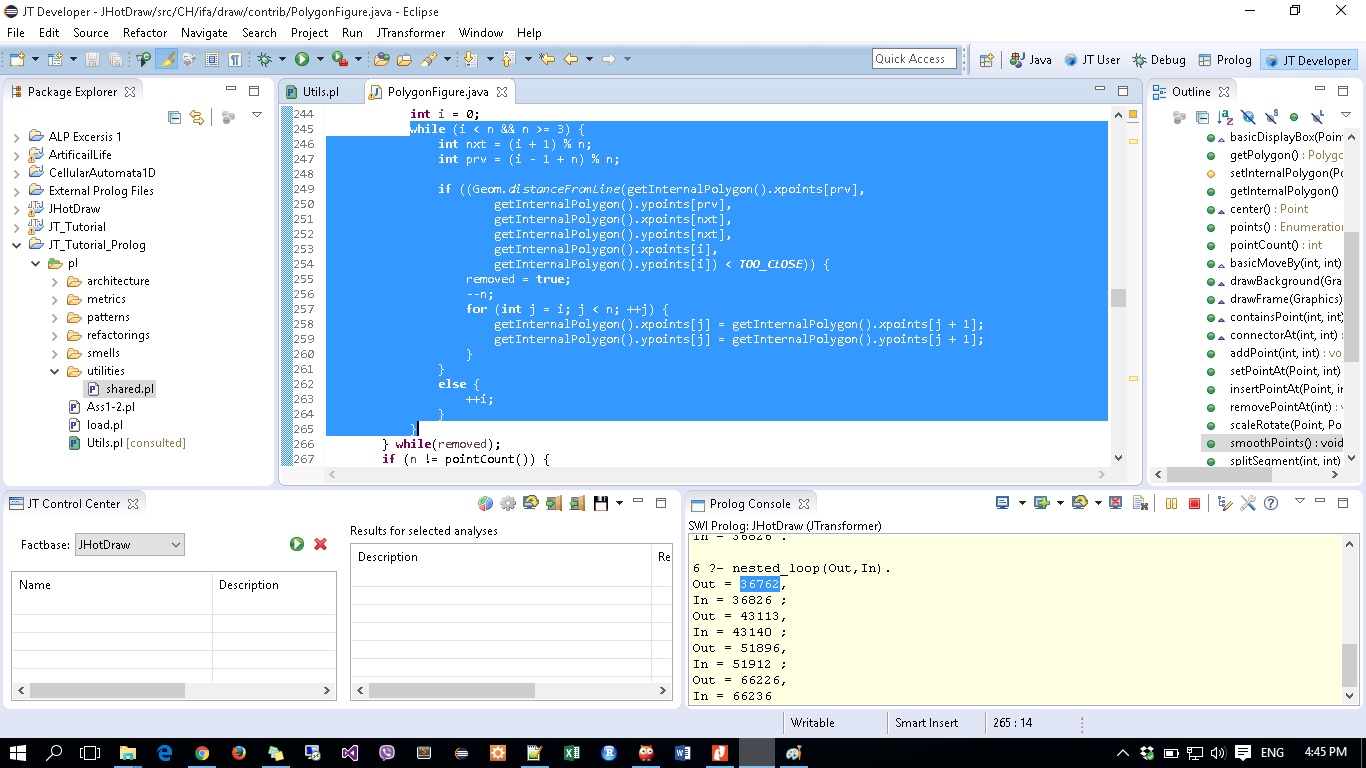 JT Developer - JHotDraw/src/CH/ifa/draw/contrib/PolygonFigure.java - Eclipse
File Edit Source Refactor Navigate Search Project Run JTransformer Window Help
Quick Access
Java
JT User
Debug
Prolog
JT Developer
Package Explorer
ALP Excersis 1
ArtificailLife
CellularAutomata1D
External Prolog Files
JHotDraw
JT_Tutorial
JT_Tutorial_Prolog
pl
architecture
metrics
patterns
refactorings
smells
utilities
shared.pl
Ass1-2.pl
load.pl
Utils.pl [consulted]
Utils.pl
PolygonFigure.java
244 int i = 0;
245 while (i < n && n >= 3) {
246 int nxt = (i + 1) % n;
247 int prv = (i - 1 + n) % n;
248
249 if ((Geom.distanceFromLine(getInternalPolygon().xpoints[prv],
250 getInternalPolygon().ypoints[prv],
251 getInternalPolygon().xpoints[nxt],
252 getInternalPolygon().ypoints[nxt],
253 getInternalPolygon().xpoints[i],
254 getInternalPolygon().ypoints[i]) < TOO_CLOSE)) {
255 removed = true;
256 --n;
257 for (int j = i; j < n; ++j) {
258 getInternalPolygon().xpoints[j] = getInternalPolygon().xpoints[j + 1];
259 getInternalPolygon().ypoints[j] = getInternalPolygon().ypoints[j + 1];
260 }
261 }
262 else {
263 ++i;
264 }
265 }
266 } while(removed);
267 if (n != pointCount()) {
Outline
basicDisplayBox(Poin
getPolygon() : Polygo
setInternalPolygon(Po
getInternalPolygon()
center() : Point
points() : Enumeratio
pointCount() : int
basicMoveBy(int, int)
drawBackground(Gra
drawFrame(Graphics)
containsPoint(int, int)
connectorAt(int, int) :
addPoint(int, int) : vo
setPointAt(Point, int)
insertPointAt(Point, in
removePointAt(int) : v
scaleRotate(Point, Po
smoothPoints() : void
splitSegment(int, int)
JT Control Center
Factbase: JHotDraw
Name Description
Results for selected analyses
Description Re
Prolog Console
SWI Prolog: JHotDraw (JTransformer)
In = 36826 .
6 ?- nested_loop(Out,In).
Out = 36762,
In = 36826 ;
Out = 43113,
In = 43140 ;
Out = 51896,
In = 51912 ;
Out = 66226,
In = 66236
Writable
Smart Insert
265 : 14
ENG
4:45 PM